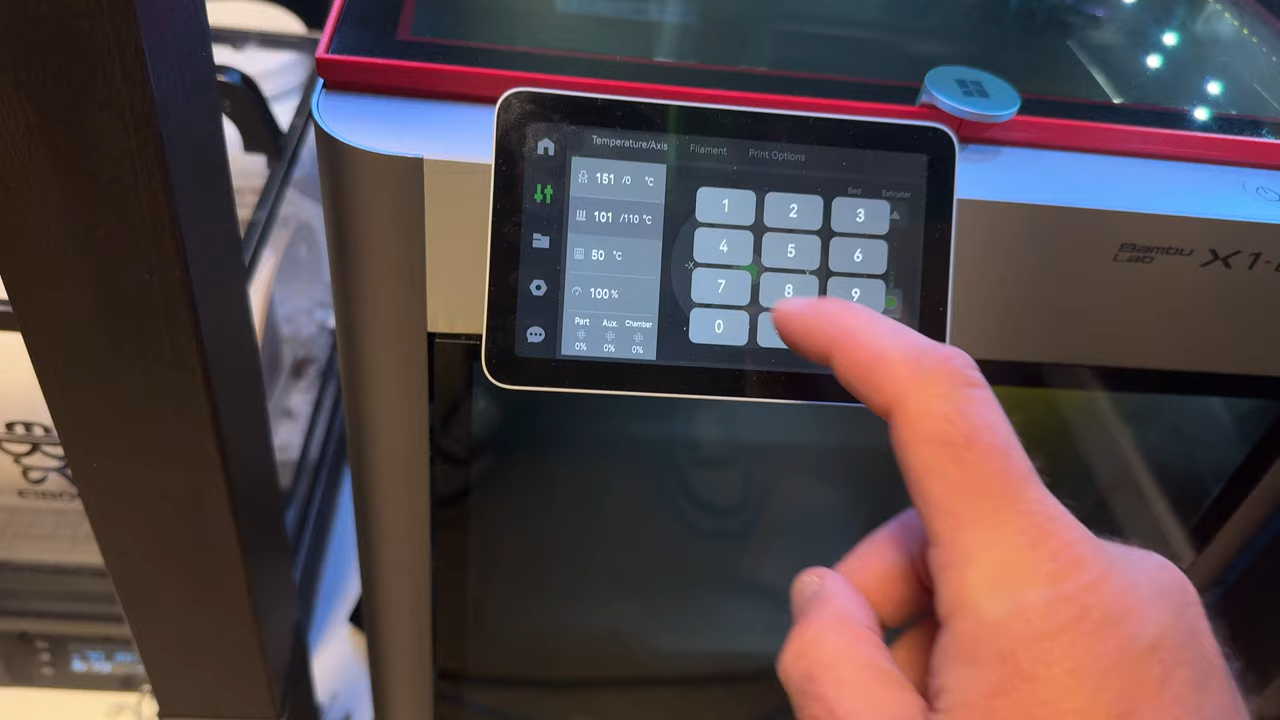 Temperature/Axis Filament Print Options
151 /0 °C
101 /110 °C
50 °C
100 %
Part Aux. Chamber
0% 0% 0%
Bed Extruder
1 2 3
4 5 6
7 8 9
0
-X
Bambu
Lab
X1-